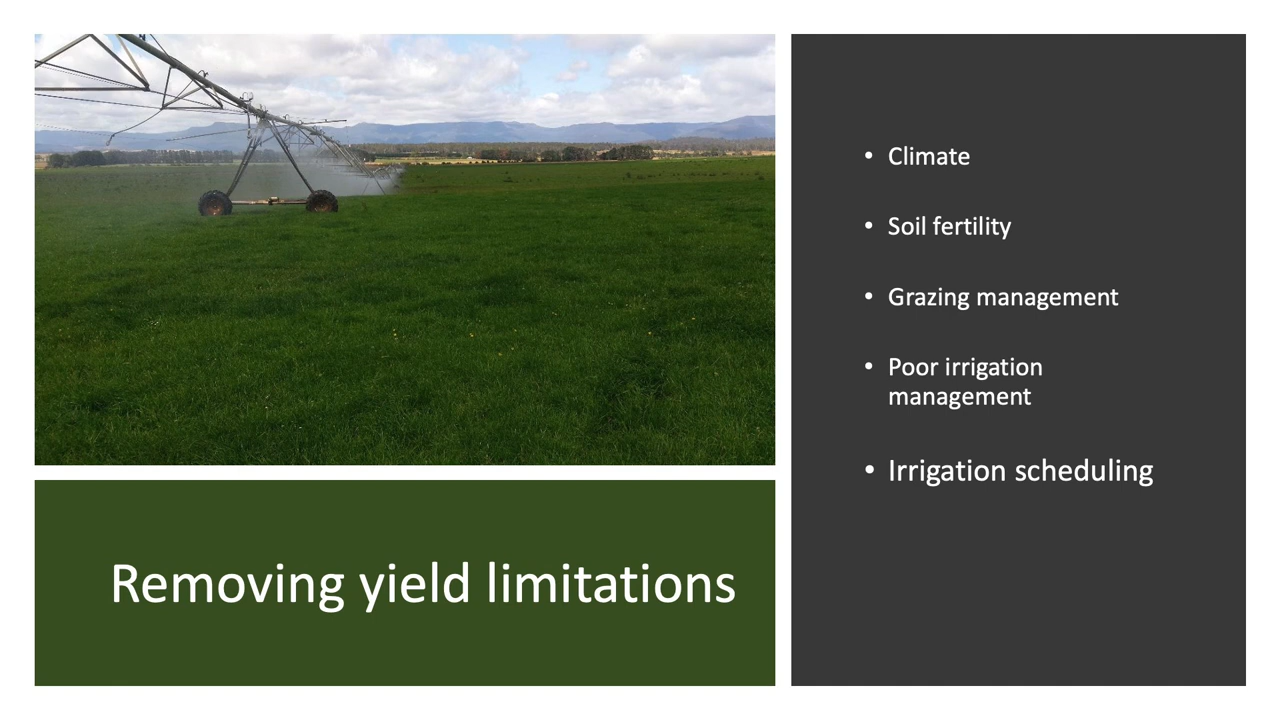 Removing yield limitations
• Climate
• Soil fertility
• Grazing management
• Poor irrigation
management
• Irrigation scheduling